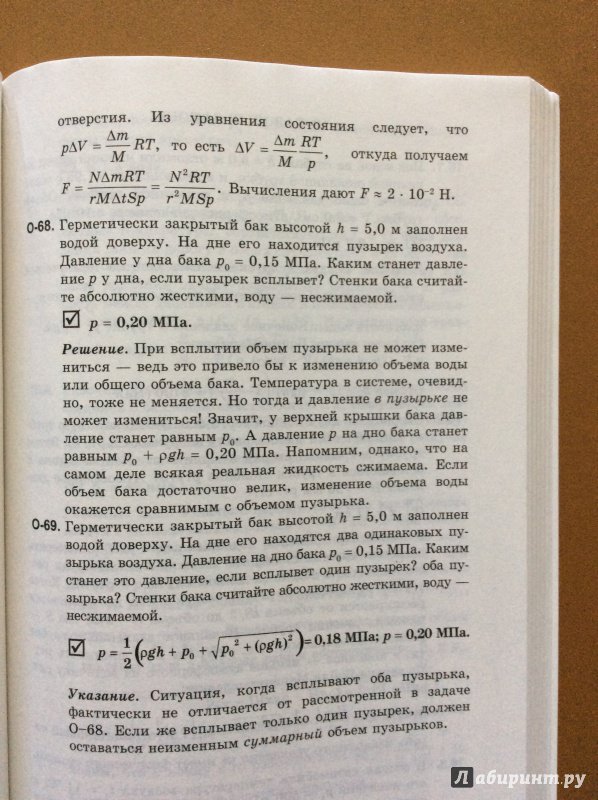 отверстия. Из уравнения состояния следует, что
pΔV = Δm/M RT, то есть ΔV = Δm/M RT/p, откуда получаем
F = NΔmRT/rMΔtSp = N²RT/r²MSp. Вычисления дают F ≈ 2 · 10⁻² Н.
О-68. Герметически закрытый бак высотой h = 5,0 м заполнен
водой доверху. На дне его находится пузырек воздуха.
Давление у дна бака p₀ = 0,15 МПа. Каким станет давле-
ние p у дна, если пузырек всплывет? Стенки бака считай-
те абсолютно жесткими, воду — несжимаемой.
☑ p = 0,20 МПа.
Решение. При всплытии объем пузырька не может изме-
ниться — ведь это привело бы к изменению объема воды
или общего объема бака. Температура в системе, очевид-
но, тоже не меняется. Но тогда и давление в пузырьке не
может измениться! Значит, у верхней крышки бака дав-
ление станет равным p₀. А давление p на дно бака станет
равным p₀ + ρgh = 0,20 МПа. Напомним, однако, что на
самом деле всякая реальная жидкость сжимаема. Если
объем бака достаточно велик, изменение объема воды
окажется сравнимым с объемом пузырька.
О-69. Герметически закрытый бак высотой h = 5,0 м заполнен
водой доверху. На дне его находятся два одинаковых пу-
зырька воздуха. Давление на дно бака p₀ = 0,15 МПа. Каким
станет это давление, если всплывет один пузырек? оба пу-
зырька? Стенки бака считайте абсолютно жесткими, воду —
несжимаемой.
☑ p = 1/2 (ρgh + p₀ + √(p₀² + (ρgh)²)) = 0,18 МПа; p = 0,20 МПа.
Указание. Ситуация, когда всплывают оба пузырька,
фактически не отличается от рассмотренной в задаче
О–68. Если же всплывает только один пузырек, должен
оставаться неизменным суммарный объем пузырьков.
Лабиринт.ру